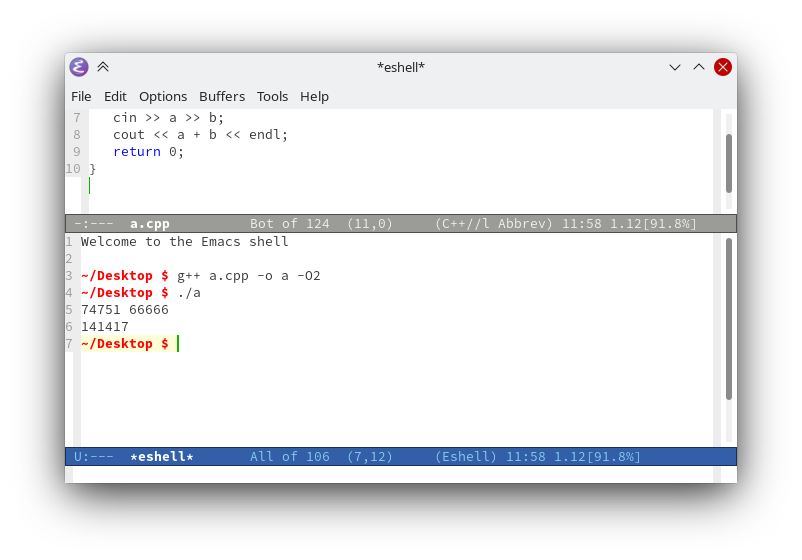 *eshell*
File Edit Options Buffers Tools Help
7 cin >> a >> b;
8 cout << a + b << endl;
9 return 0;
10 }
-:--- a.cpp Bot of 124 (11,0) (C++//l Abbrev) 11:58 1.12[91.8%]
1 Welcome to the Emacs shell
2
3 ~/Desktop $ g++ a.cpp -o a -O2
4 ~/Desktop $ ./a
5 74751 66666
6 141417
7 ~/Desktop $
U:--- *eshell* All of 106 (7,12) (Eshell) 11:58 1.12[91.8%]